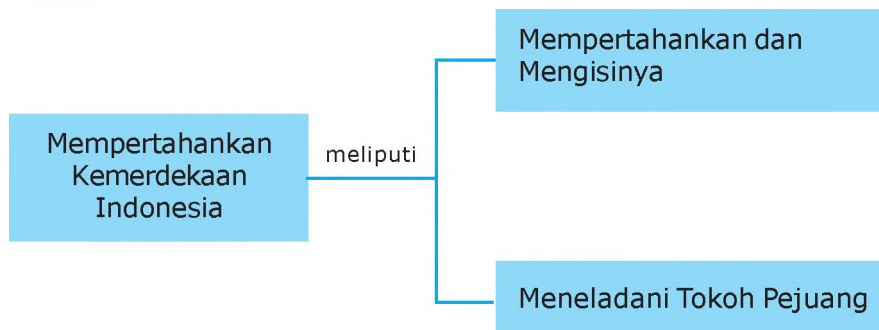 Mempertahankan
Kemerdekaan
Indonesia
meliputi
Mempertahankan dan
Mengisinya
Meneladani Tokoh Pejuang